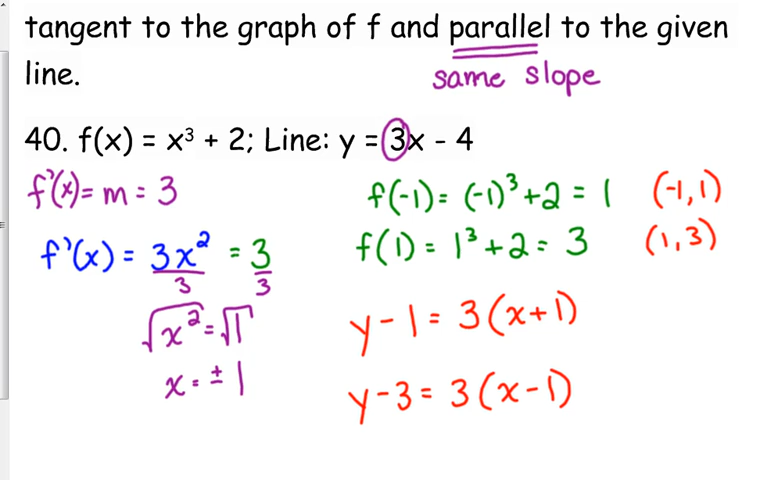 tangent to the graph of f and parallel to the given
line.
same slope
40. f(x) = x³ + 2; Line: y = 3x - 4
f'(x) = m = 3
f'(x) = 3x² = 3
3 3
√x² = √1
x = ± 1
f(-1) = (-1)³ + 2 = 1 (-1, 1)
f(1) = 1³ + 2 = 3 (1, 3)
y - 1 = 3(x + 1)
y - 3 = 3(x - 1)